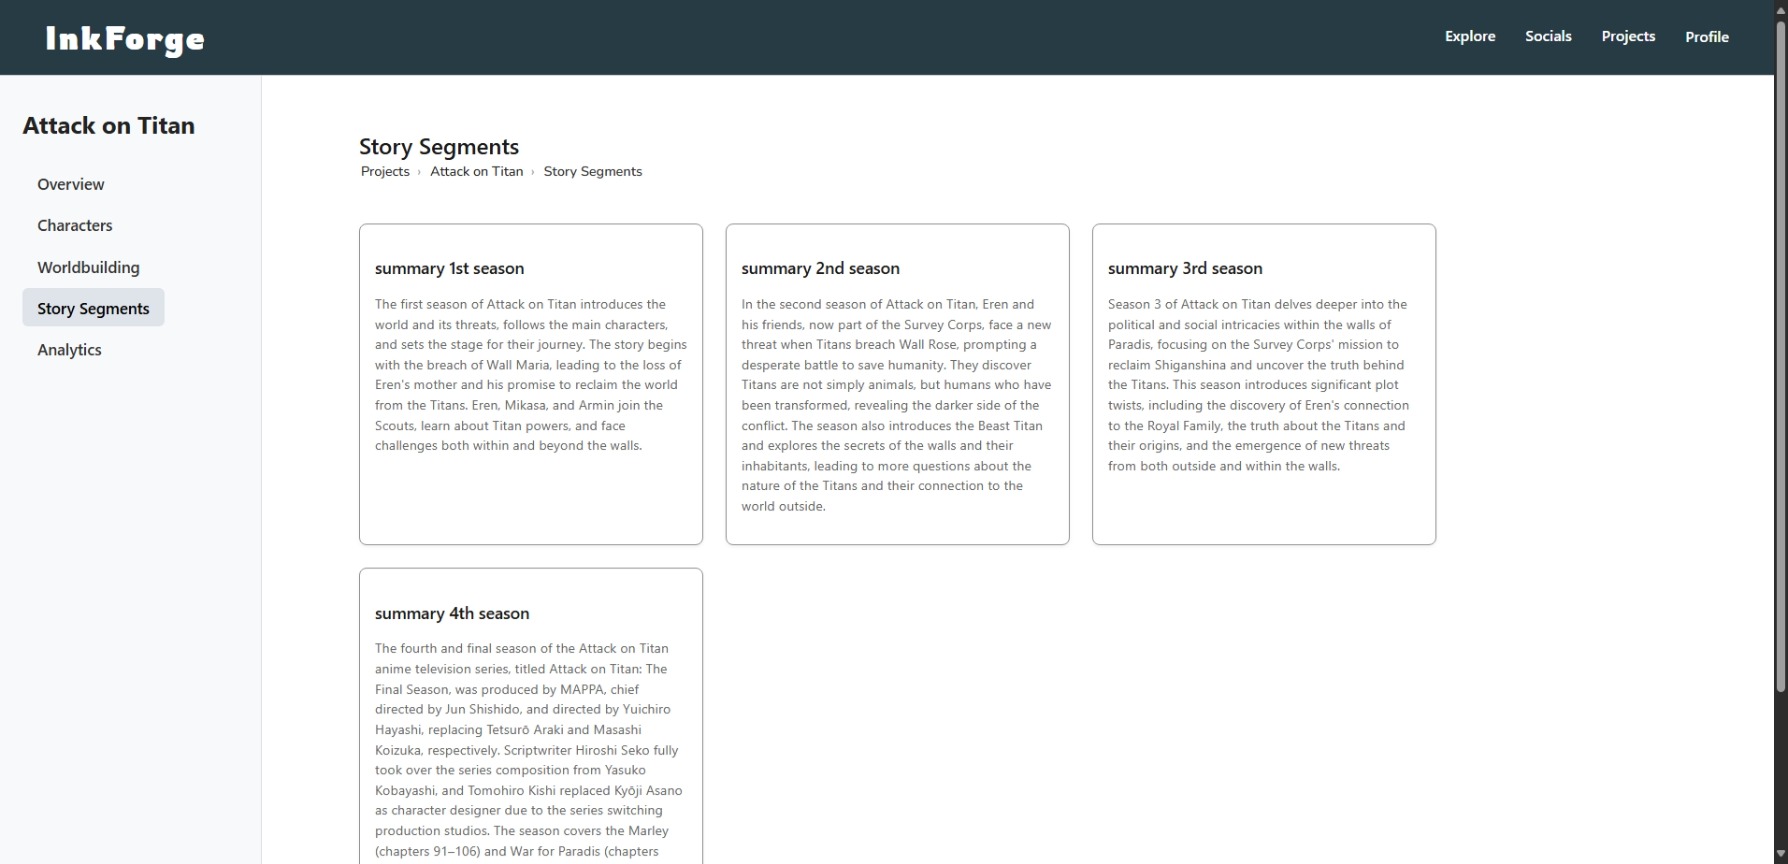 InkForge
Explore
Socials
Projects
Profile
Attack on Titan
Overview
Characters
Worldbuilding
Story Segments
Analytics
Story Segments
Projects › Attack on Titan › Story Segments
summary 1st season
The first season of Attack on Titan introduces the
world and its threats, follows the main characters,
and sets the stage for their journey. The story begins
with the breach of Wall Maria, leading to the loss of
Eren's mother and his promise to reclaim the world
from the Titans. Eren, Mikasa, and Armin join the
Scouts, learn about Titan powers, and face
challenges both within and beyond the walls.
summary 2nd season
In the second season of Attack on Titan, Eren and
his friends, now part of the Survey Corps, face a new
threat when Titans breach Wall Rose, prompting a
desperate battle to save humanity. They discover
Titans are not simply animals, but humans who have
been transformed, revealing the darker side of the
conflict. The season also introduces the Beast Titan
and explores the secrets of the walls and their
inhabitants, leading to more questions about the
nature of the Titans and their connection to the
world outside.
summary 3rd season
Season 3 of Attack on Titan delves deeper into the
political and social intricacies within the walls of
Paradis, focusing on the Survey Corps' mission to
reclaim Shiganshina and uncover the truth behind
the Titans. This season introduces significant plot
twists, including the discovery of Eren's connection
to the Royal Family, the truth about the Titans and
their origins, and the emergence of new threats
from both outside and within the walls.
summary 4th season
The fourth and final season of the Attack on Titan
anime television series, titled Attack on Titan: The
Final Season, was produced by MAPPA, chief
directed by Jun Shishido, and directed by Yuichiro
Hayashi, replacing Tetsurō Araki and Masashi
Koizuka, respectively. Scriptwriter Hiroshi Seko fully
took over the series composition from Yasuko
Kobayashi, and Tomohiro Kishi replaced Kyōji Asano
as character designer due to the series switching
production studios. The season covers the Marley
(chapters 91–106) and War for Paradis (chapters